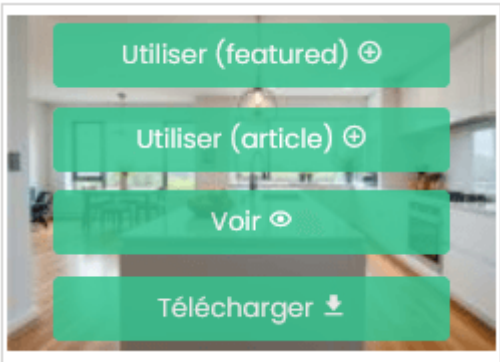 Utiliser (featured)
Utiliser (article)
Voir
Télécharger